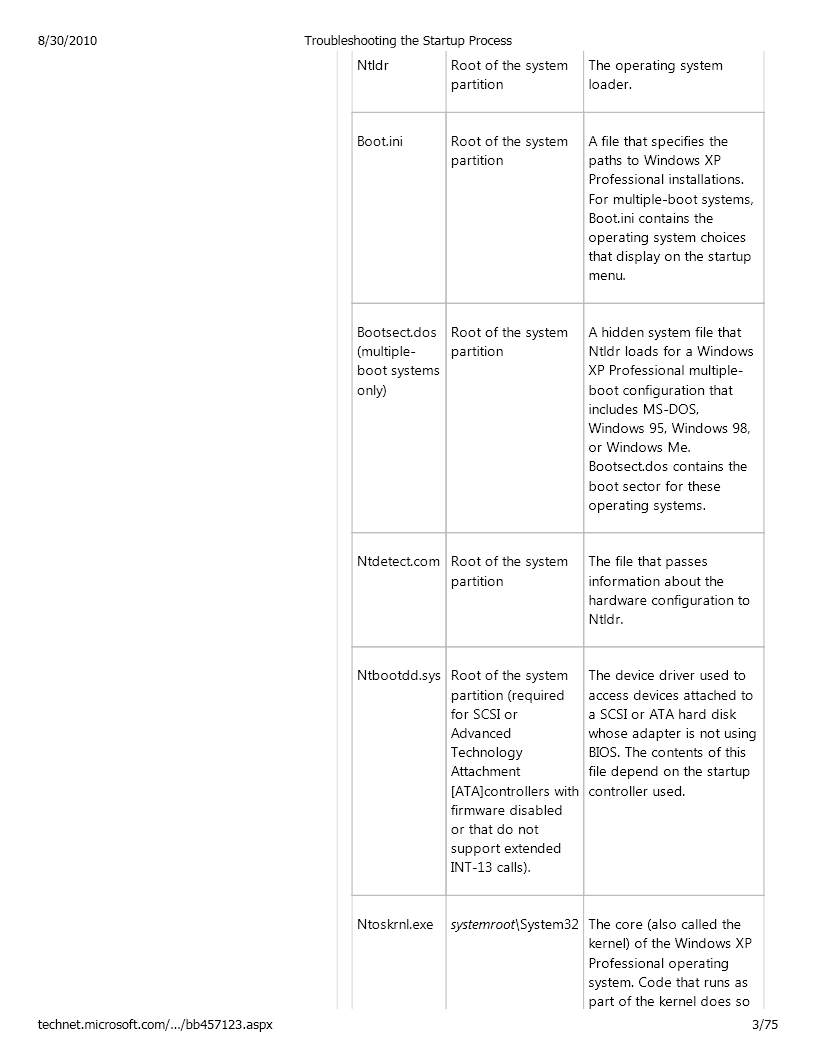 8/30/2010 Troubleshooting the Startup Process
Ntldr
Root of the system
partition
The operating system
loader.
Boot.ini
Root of the system
partition
A file that specifies the
paths to Windows XP
Professional installations.
For multiple-boot systems,
Boot.ini contains the
operating system choices
that display on the startup
menu.
Bootsect.dos
(multiple-
boot systems
only)
Root of the system
partition
A hidden system file that
Ntldr loads for a Windows
XP Professional multiple-
boot configuration that
includes MS-DOS,
Windows 95, Windows 98,
or Windows Me.
Bootsect.dos contains the
boot sector for these
operating systems.
Ntdetect.com
Root of the system
partition
The file that passes
information about the
hardware configuration to
Ntldr.
Ntbootdd.sys
Root of the system
partition (required
for SCSI or
Advanced
Technology
Attachment
[ATA]controllers with
firmware disabled
or that do not
support extended
INT-13 calls).
The device driver used to
access devices attached to
a SCSI or ATA hard disk
whose adapter is not using
BIOS. The contents of this
file depend on the startup
controller used.
Ntoskrnl.exe
systemroot\System32
The core (also called the
kernel) of the Windows XP
Professional operating
system. Code that runs as
part of the kernel does so
technet.microsoft.com/.../bb457123.aspx 3/75